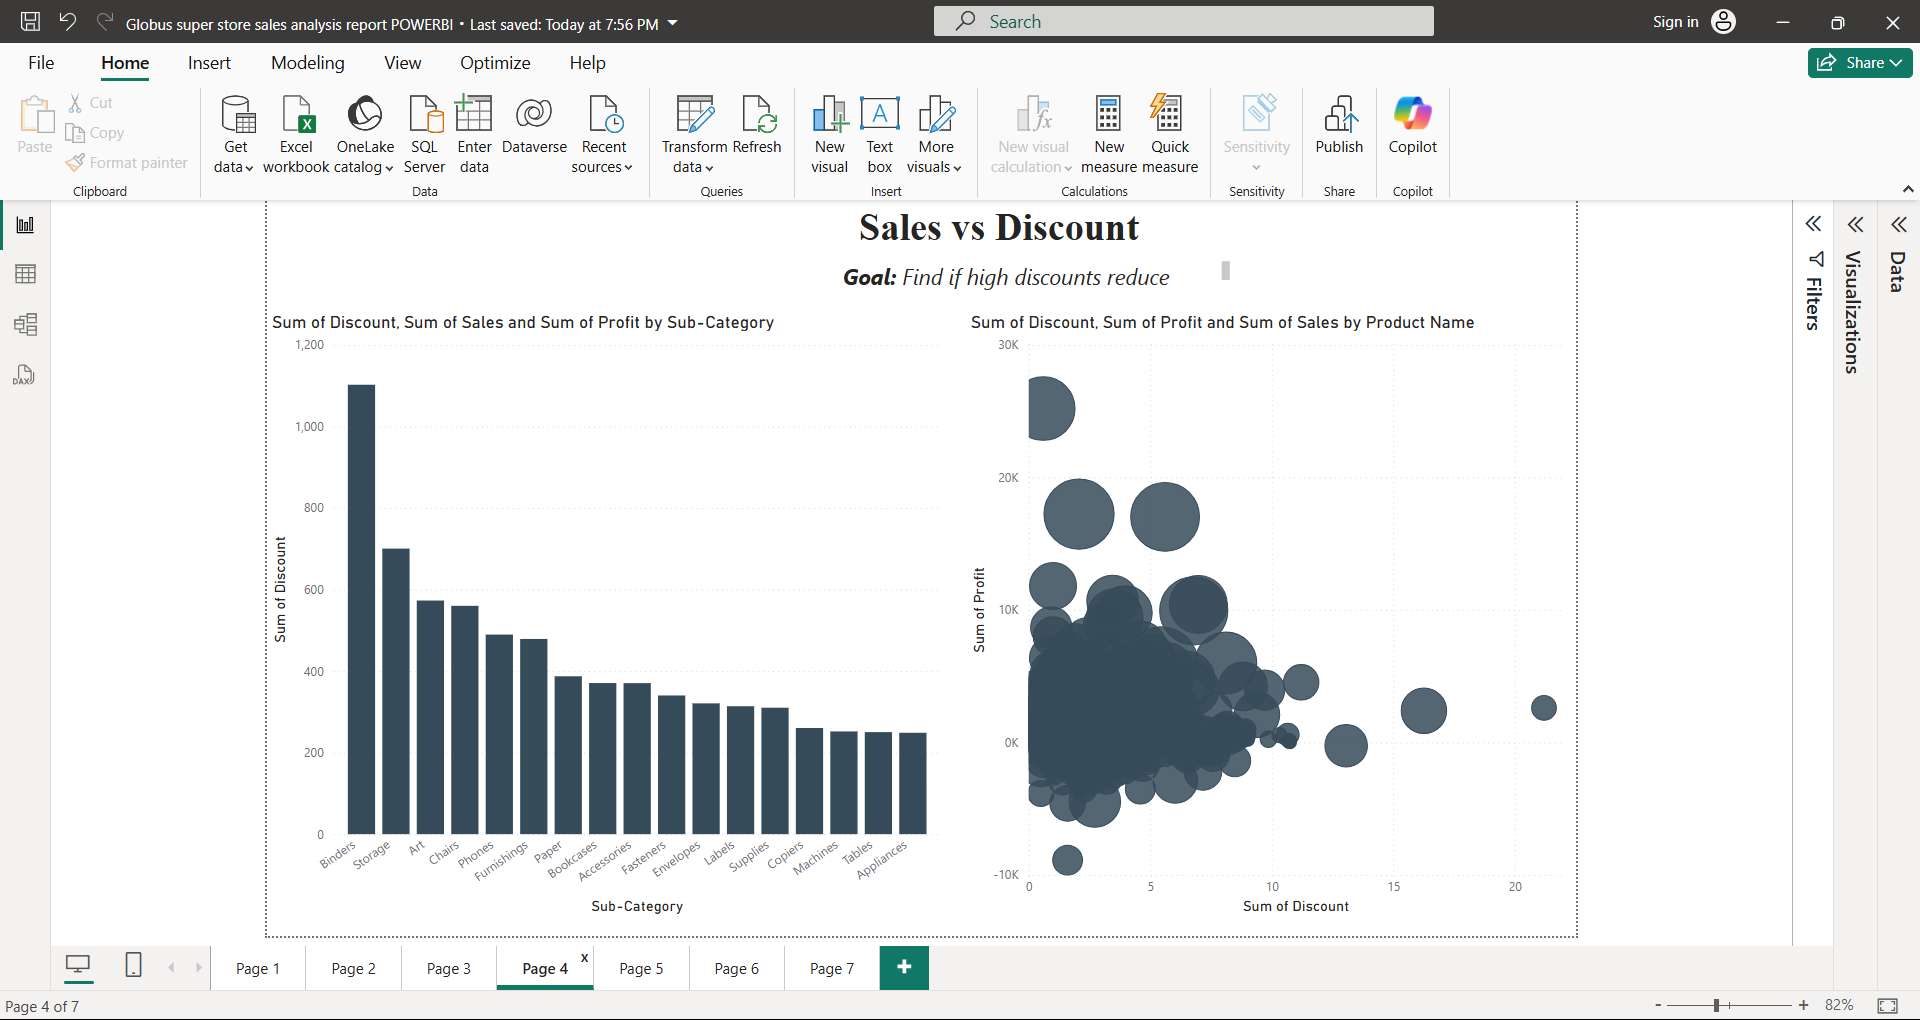 Globus super store sales analysis report POWERBI • Last saved: Today at 7:56 PM
Search
Sign in
File Home Insert Modeling View Optimize Help
Share
Paste
Cut
Copy
Format painter
Clipboard
Get data
Excel workbook
OneLake catalog
SQL Server
Enter data
Dataverse
Recent sources
Data
Transform data
Refresh
Queries
New visual
Text box
More visuals
Insert
New visual calculation
New measure
Quick measure
Calculations
Sensitivity
Sensitivity
Publish
Share
Copilot
Copilot
DAX
Sales vs Discount
Goal: Find if high discounts reduce
Sum of Discount, Sum of Sales and Sum of Profit by Sub-Category
1,200
1,000
800
600
400
200
0
Sum of Discount
Binders Storage Art Chairs Phones Furnishings Paper Bookcases Accessories Fasteners Envelopes Labels Supplies Copiers Machines Tables Appliances
Sub-Category
Sum of Discount, Sum of Profit and Sum of Sales by Product Name
30K
20K
10K
0K
-10K
Sum of Profit
0 5 10 15 20
Sum of Discount
Filters
Visualizations
Data
Page 1 Page 2 Page 3 Page 4 x Page 5 Page 6 Page 7 +
Page 4 of 7
- + 82%